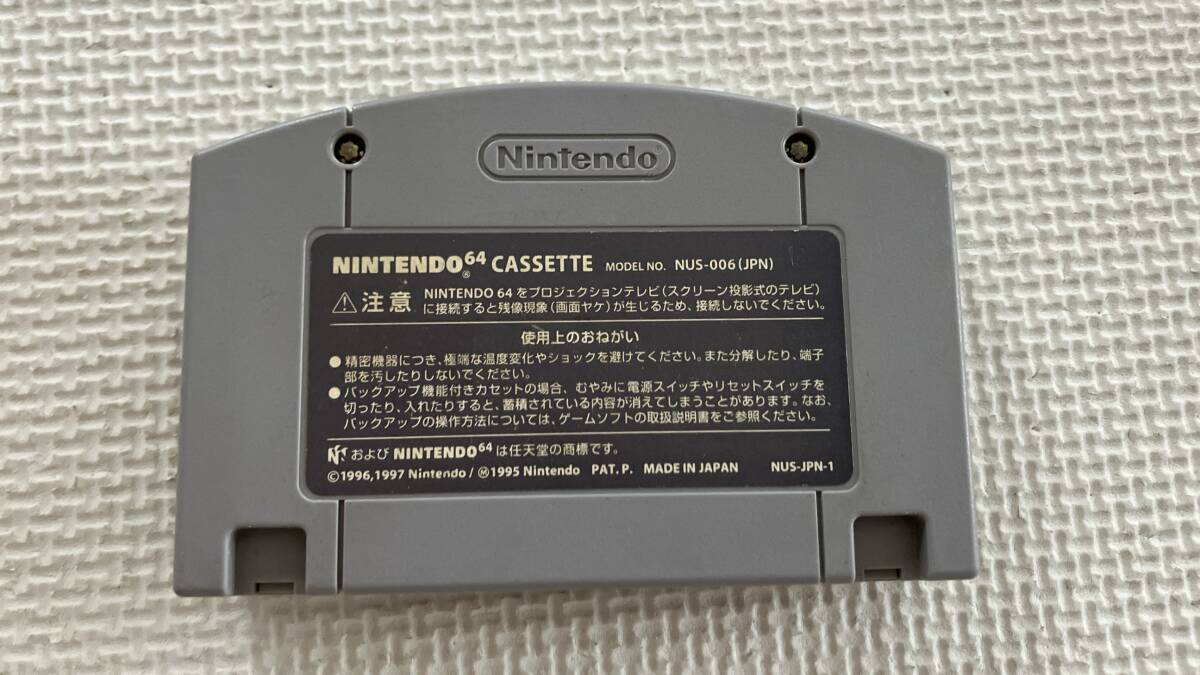 Nintendo
NINTENDO64® CASSETTE MODEL NO. NUS-006(JPN)
⚠注意 NINTENDO 64をプロジェクションテレビ(スクリーン投影式のテレビ)
に接続すると残像現象(画面ヤケ)が生じるため、接続しないでください。
使用上のおねがい
●精密機器につき、極端な温度変化やショックを避けてください。また分解したり、端子
部を汚したりしないでください。
●バックアップ機能付きカセットの場合、むやみに電源スイッチやリセットスイッチを
切ったり、入れたりすると、蓄積されている内容が消えてしまうことがあります。なお、
バックアップの操作方法については、ゲームソフトの取扱説明書をご参照ください。
および NINTENDO64 は任天堂の商標です。
©1996,1997 Nintendo/Ⓜ1995 Nintendo PAT. P. MADE IN JAPAN NUS-JPN-1